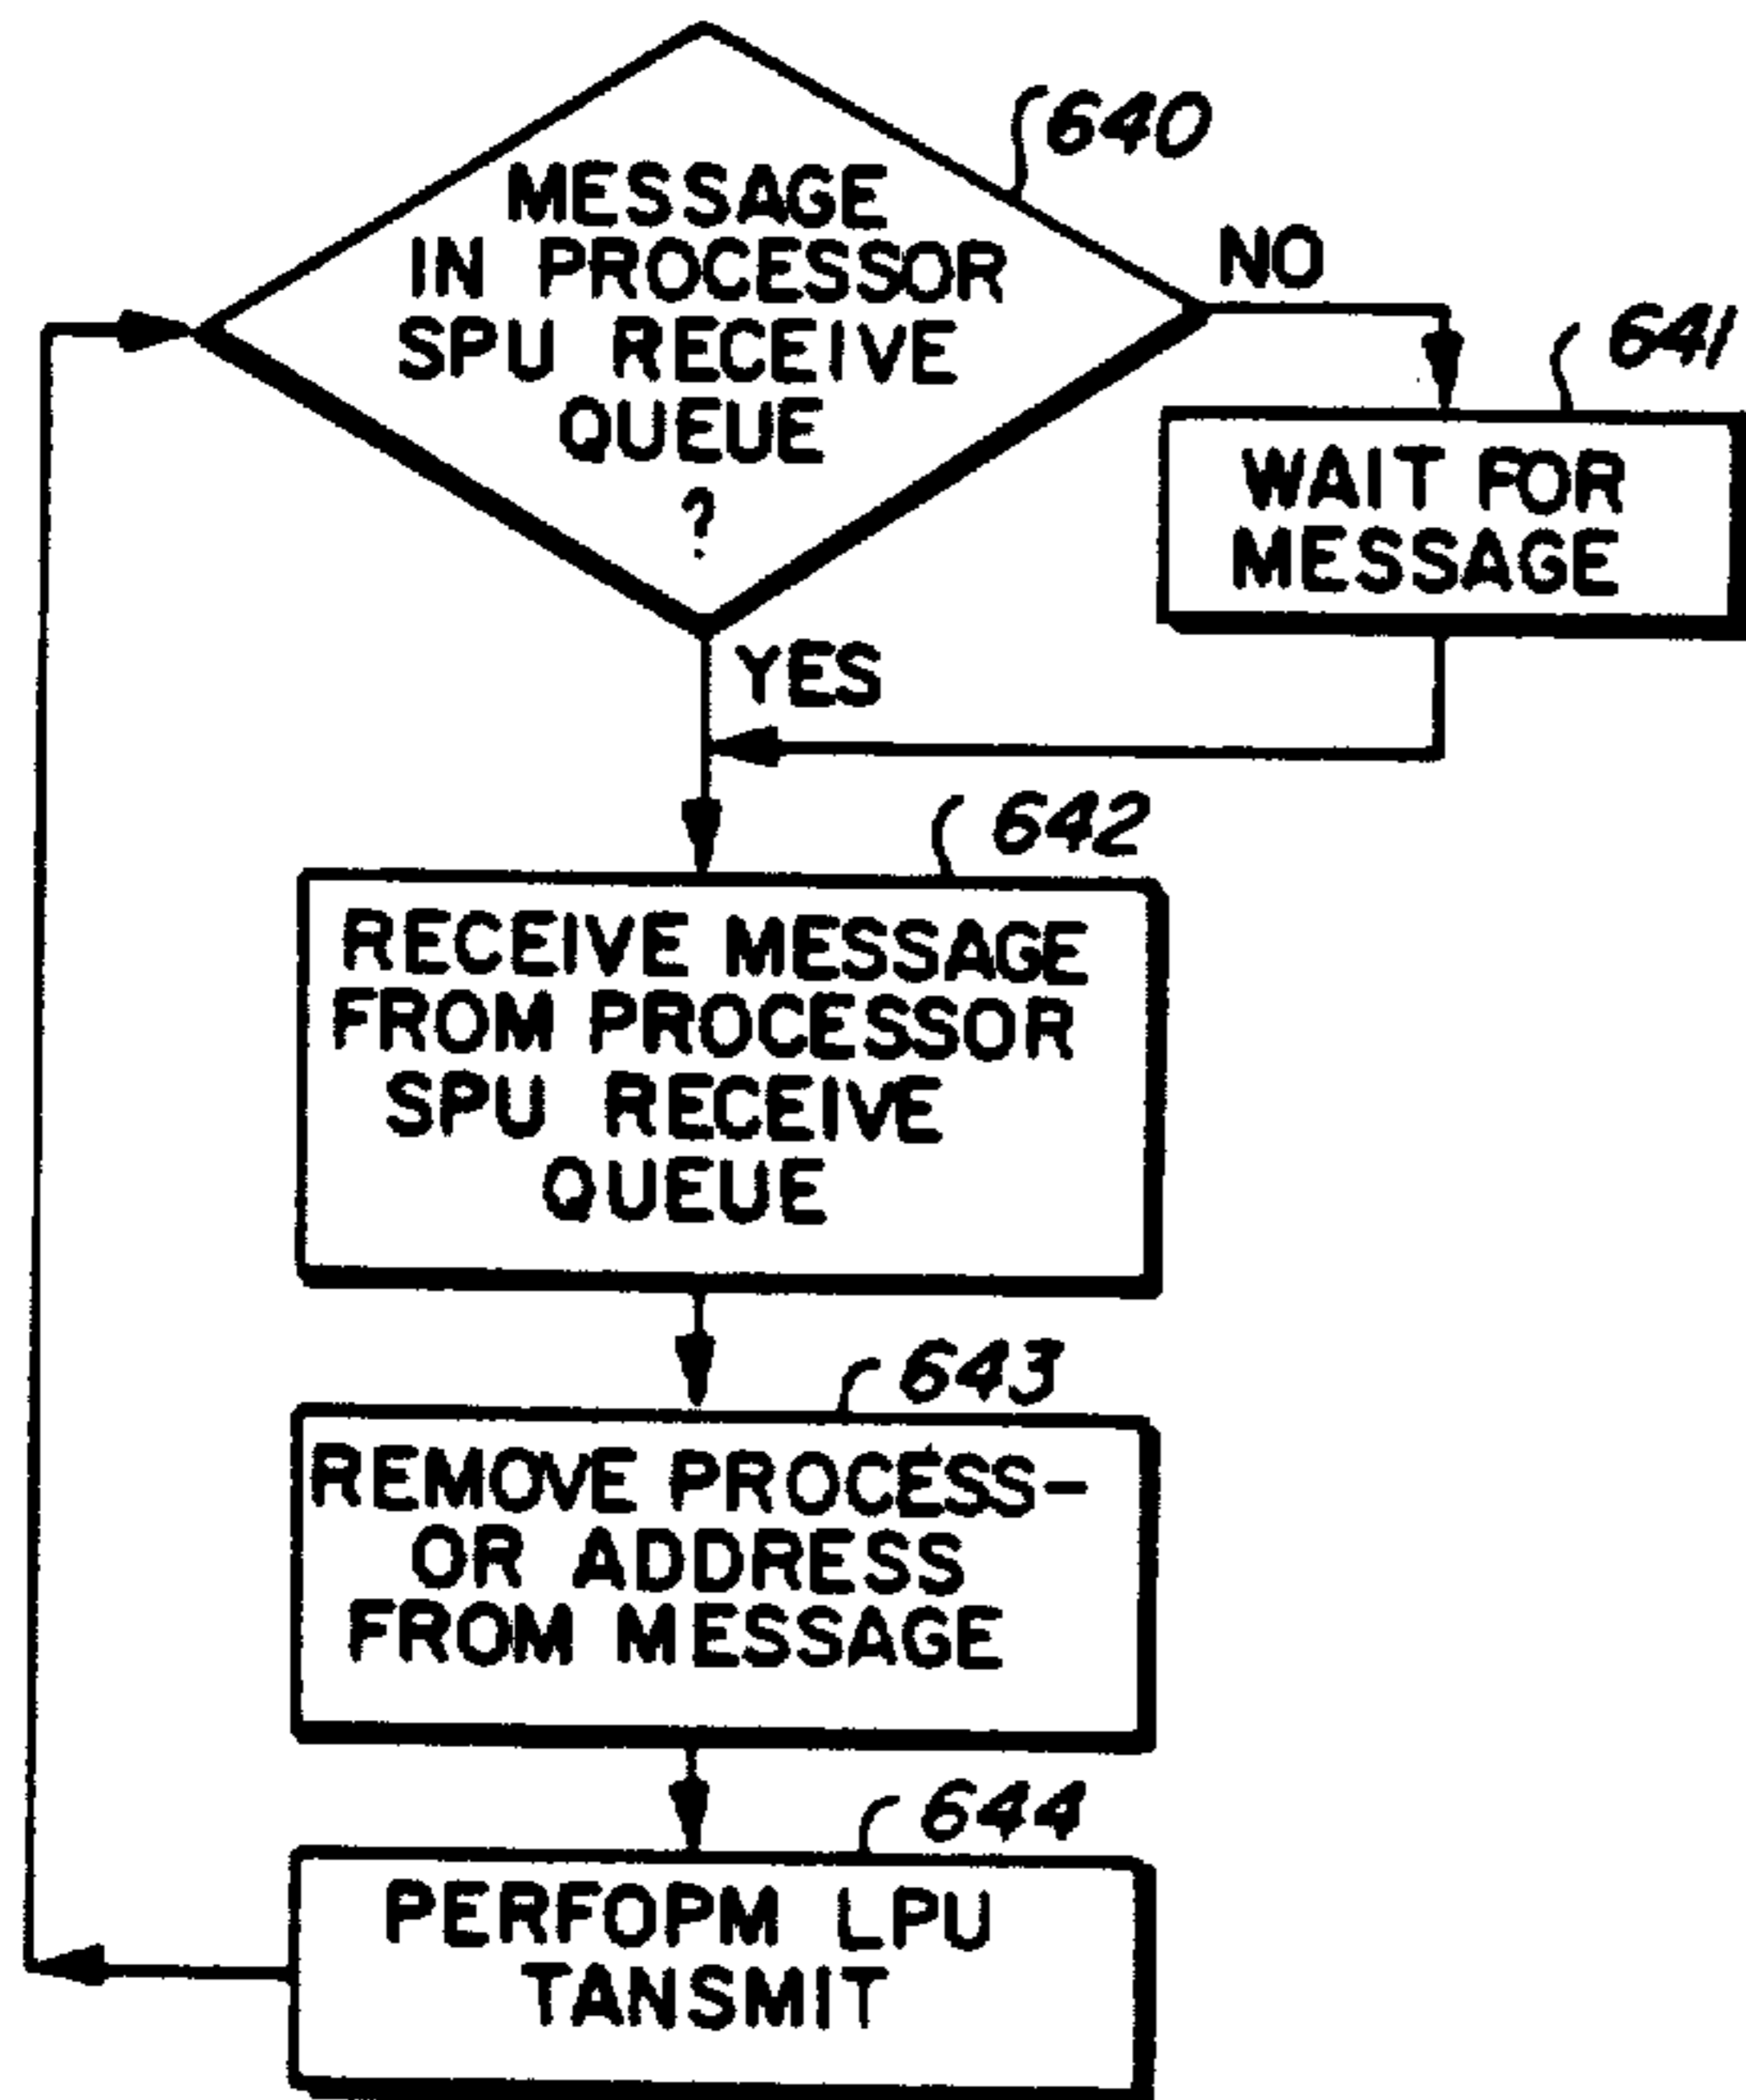 640
MESSAGE
IN PROCESSOR
SPU RECEIVE
QUEUE
?
NO
641
WAIT FOR
MESSAGE
YES
642
RECEIVE MESSAGE
FROM PROCESSOR
SPU RECEIVE
QUEUE
643
REMOVE PROCESS-
OR ADDRESS
FROM MESSAGE
644
PERFOPM LPU
TANSMIT